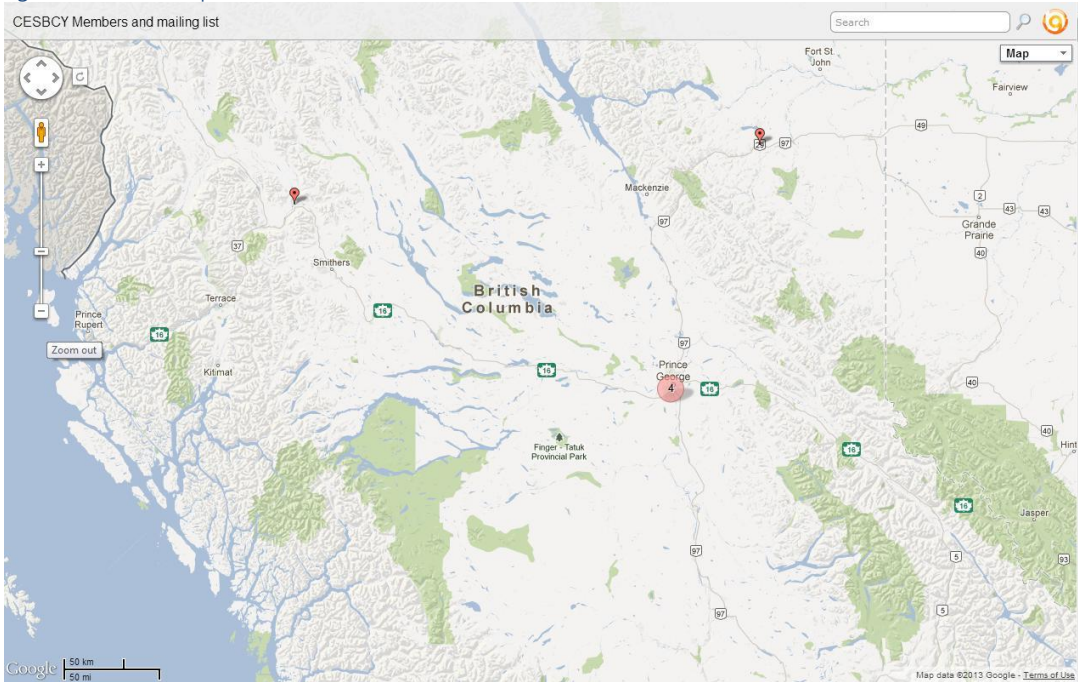 CESBCY Members and mailing list
Search
Map
Fort St.
John
Fairview
49
97
29
Mackenzie
97
2
43
43
Grande
Prairie
40
37
Smithers
British
Columbia
Terrace
16
Prince
Rupert
16
Zoom out
Kitimat
97
16
Prince
George
4
16
40
40
Hint
Finger - Tatuk
Provincial Park
16
16
Jasper
97
5
93
97
5
Google
50 km
50 mi
Map data ©2013 Google - Terms of Use